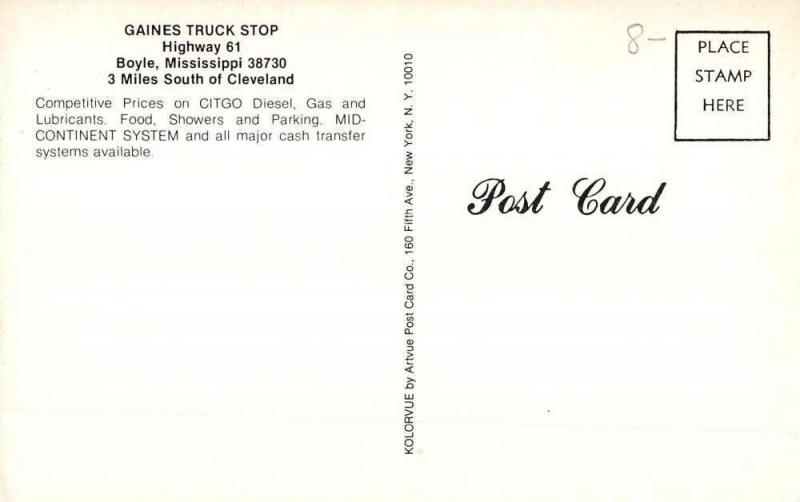 GAINES TRUCK STOP
Highway 61
Boyle, Mississippi 38730
3 Miles South of Cleveland
Competitive Prices on CITGO Diesel, Gas and
Lubricants. Food, Showers and Parking. MID-
CONTINENT SYSTEM and all major cash transfer
systems available.
KOLORVUE by Artvue Post Card Co., 160 Fifth Ave., New York, N. Y. 10010
8-
PLACE
STAMP
HERE
Post Card